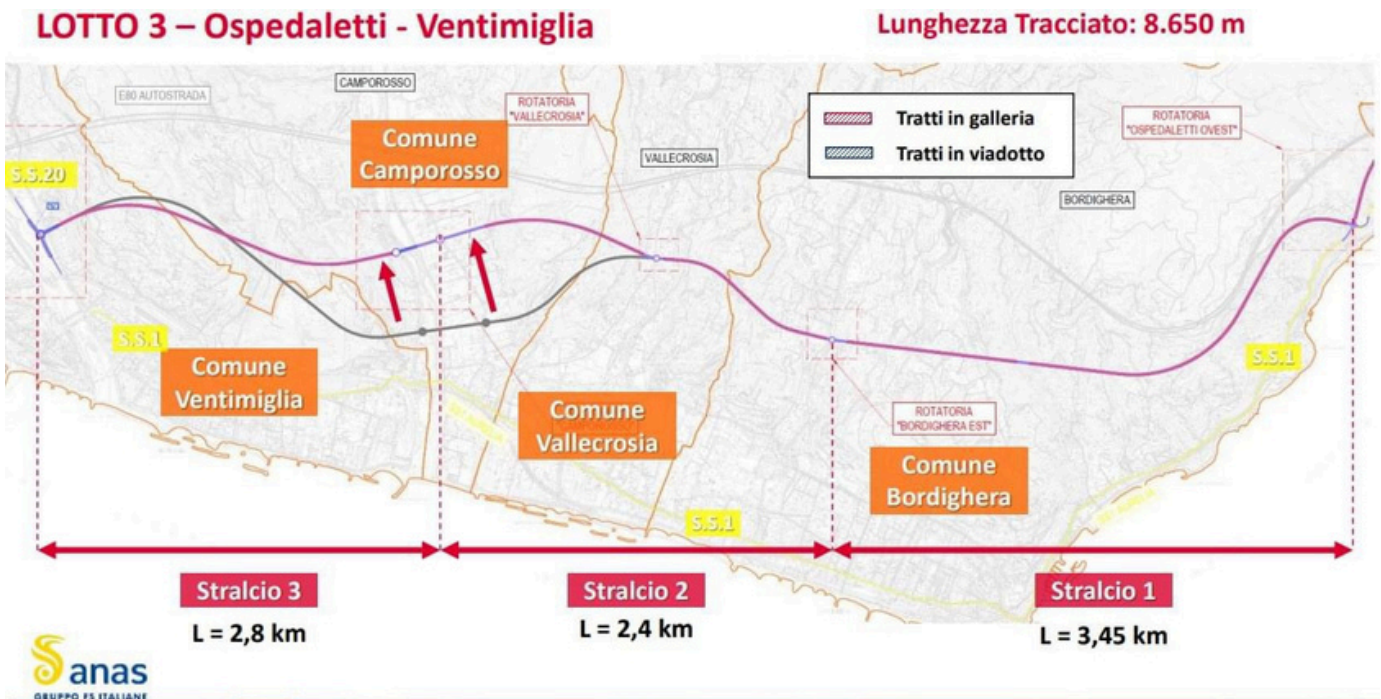 LOTTO 3 – Ospedaletti - Ventimiglia
Lunghezza Tracciato: 8.650 m
E80 AUTOSTRADA
CAMPOROSSO
ROTATORIA
"VALLECROSIA"
Comune
Camporosso
VALLECROSIA
Tratti in galleria
Tratti in viadotto
ROTATORIA
"OSPEDALETTI OVEST"
BORDIGHERA
S.S.20
S.S.1
Comune
Ventimiglia
Comune
Vallecrosia
ROTATORIA
"BORDIGHERA EST"
Comune
Bordighera
S.S.1
S.S.1
Stralcio 3
L = 2,8 km
Stralcio 2
L = 2,4 km
Stralcio 1
L = 3,45 km
anas
GRUPPO FS ITALIANE